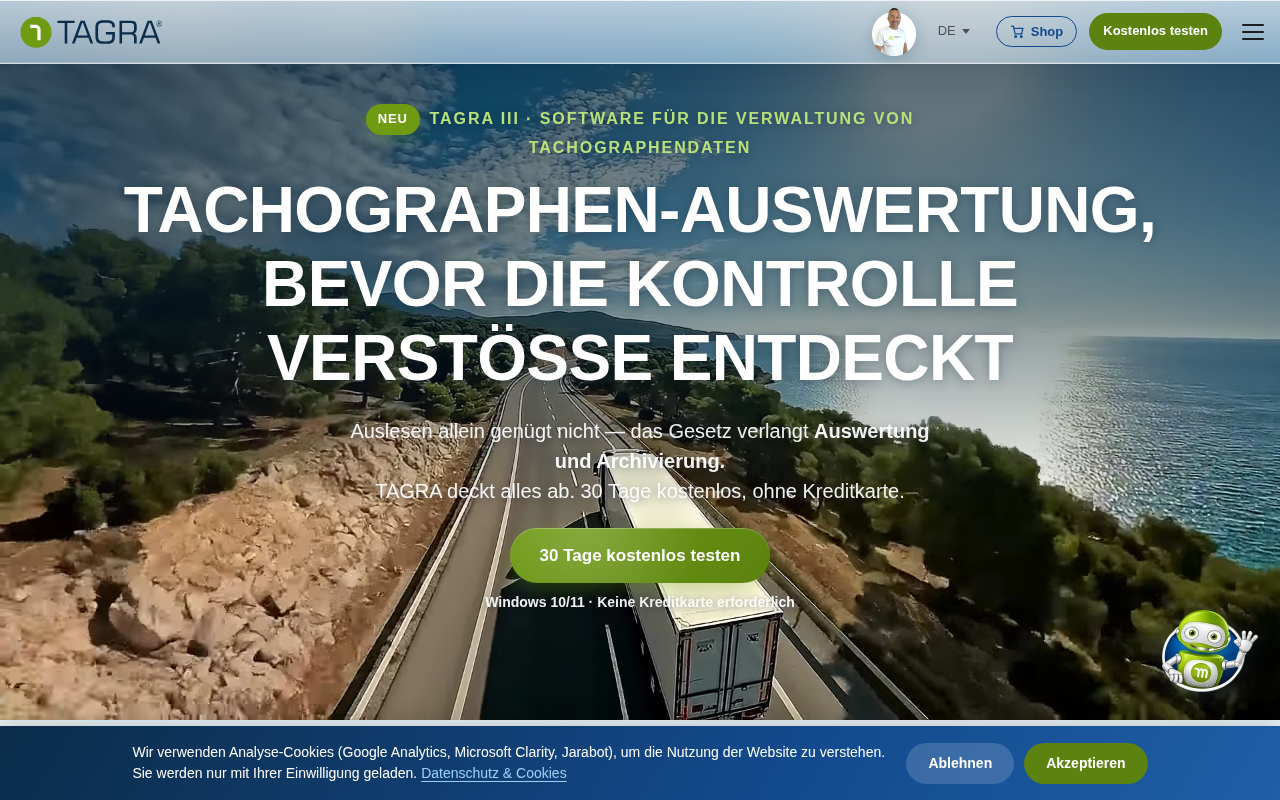 TAGRA®
DE
Shop
Kostenlos testen
NEU TAGRA III · SOFTWARE FÜR DIE VERWALTUNG VON
TACHOGRAPHENDATEN
TACHOGRAPHEN-AUSWERTUNG,
BEVOR DIE KONTROLLE
VERSTÖSSE ENTDECKT
Auslesen allein genügt nicht — das Gesetz verlangt Auswertung
und Archivierung.
TAGRA deckt alles ab. 30 Tage kostenlos, ohne Kreditkarte.
30 Tage kostenlos testen
Windows 10/11 · Keine Kreditkarte erforderlich
Wir verwenden Analyse-Cookies (Google Analytics, Microsoft Clarity, Jarabot), um die Nutzung der Website zu verstehen.
Sie werden nur mit Ihrer Einwilligung geladen. Datenschutz & Cookies
Ablehnen
Akzeptieren